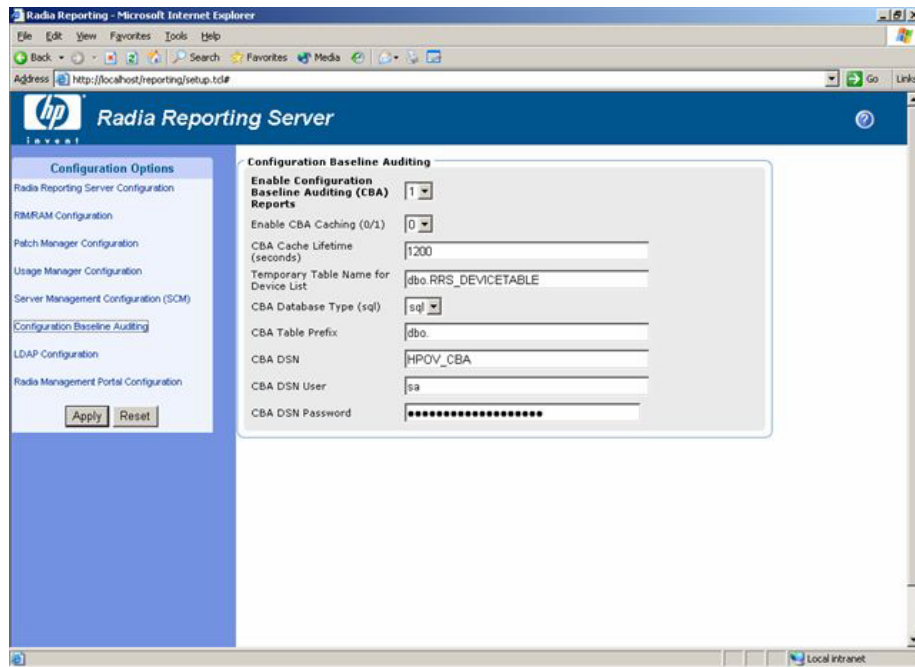 Radia Reporting - Microsoft Internet Explorer
File Edit View Favorites Tools Help
Back Search Favorites Media
Address http://localhost/reporting/setup.tcl# Go Links
hp
invent
Radia Reporting Server
Configuration Options
Radia Reporting Server Configuration
RIM/RAM Configuration
Patch Manager Configuration
Usage Manager Configuration
Server Management Configuration (SCM)
Configuration Baseline Auditing
LDAP Configuration
Radia Management Portal Configuration
Apply Reset
Configuration Baseline Auditing
Enable Configuration
Baseline Auditing (CBA) 1
Reports
Enable CBA Caching (0/1) 0
CBA Cache Lifetime
(seconds) 1200
Temporary Table Name for
Device List dbo.RRS_DEVICETABLE
CBA Database Type (sql) sql
CBA Table Prefix dbo.
CBA DSN HPOV_CBA
CBA DSN User sa
CBA DSN Password
Local intranet